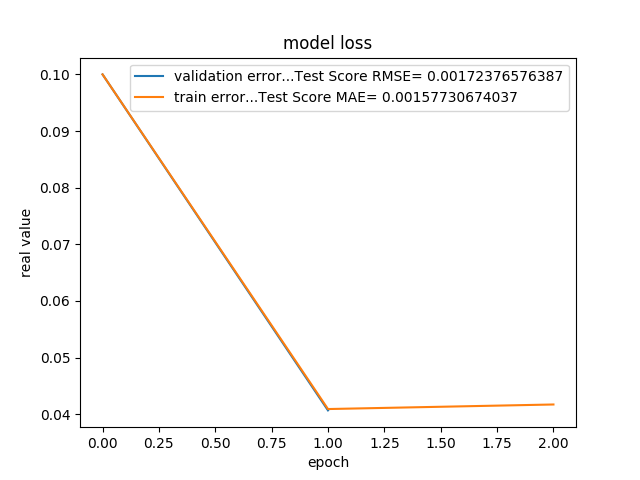 model loss
validation error...Test Score RMSE= 0.00172376576387
train error...Test Score MAE= 0.00157730674037
0.10
0.09
0.08
0.07
0.06
0.05
0.04
real value
0.00 0.25 0.50 0.75 1.00 1.25 1.50 1.75 2.00
epoch